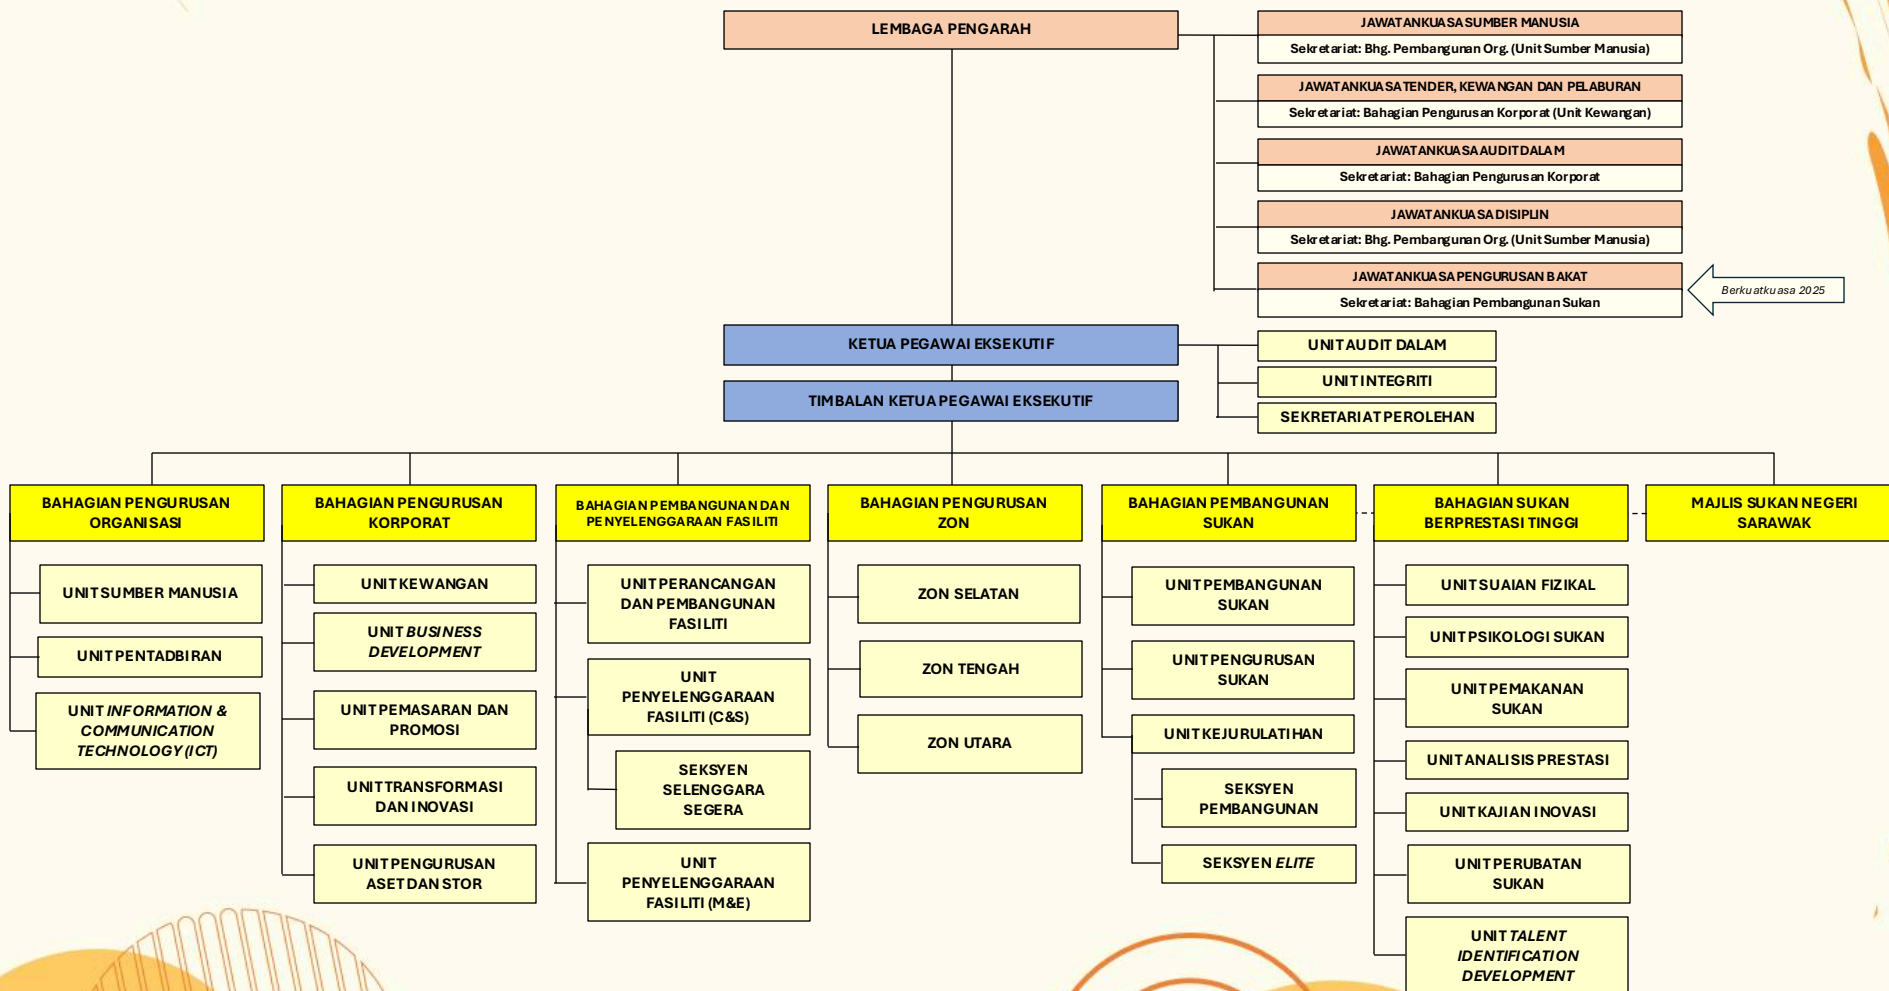 LEMBAGA PENGARAH
JAWATANKUASA SUMBER MANUSIA
Sekretariat: Bhg. Pembangunan Org. (Unit Sumber Manusia)
JAWATANKUASA TENDER, KEWANGAN DAN PELABURAN
Sekretariat: Bahagian Pengurusan Korporat (Unit Kewangan)
JAWATANKUASA AUDIT DALAM
Sekretariat: Bahagian Pengurusan Korporat
JAWATANKUASA DISIPLIN
Sekretariat: Bhg. Pembangunan Org. (Unit Sumber Manusia)
JAWATANKUASA PENGURUSAN BAKAT
Sekretariat: Bahagian Pembangunan Sukan
Berkuatkuasa 2025
KETUA PEGAWAI EKSEKUTIF
TIMBALAN KETUA PEGAWAI EKSEKUTIF
UNIT AUDIT DALAM
UNIT INTEGRITI
SEKRETARIAT PEROLEHAN
BAHAGIAN PENGURUSAN
ORGANISASI
UNIT SUMBER MANUSIA
UNIT PENTADBIRAN
UNIT INFORMATION &
COMMUNICATION
TECHNOLOGY (ICT)
BAHAGIAN PENGURUSAN
KORPORAT
UNIT KEWANGAN
UNIT BUSINESS
DEVELOPMENT
UNIT PEMASARAN DAN
PROMOSI
UNIT TRANSFORMASI
DAN INOVASI
UNIT PENGURUSAN
ASET DAN STOR
BAHAGIAN PEMBANGUNAN DAN
PENYELENGGARAAN FASILITI
UNIT PERANCANGAN
DAN PEMBANGUNAN
FASILITI
UNIT
PENYELENGGARAAN
FASILITI (C&S)
SEKSYEN
SELENGGARA
SEGERA
UNIT
PENYELENGGARAAN
FASILITI (M&E)
BAHAGIAN PENGURUSAN
ZON
ZON SELATAN
ZON TENGAH
ZON UTARA
BAHAGIAN PEMBANGUNAN
SUKAN
UNIT PEMBANGUNAN
SUKAN
UNIT PENGURUSAN
SUKAN
UNIT KEJURULATIHAN
SEKSYEN
PEMBANGUNAN
SEKSYEN ELITE
BAHAGIAN SUKAN
BERPRESTASI TINGGI
UNIT SUAIAN FIZIKAL
UNIT PSIKOLOGI SUKAN
UNIT PEMAKANAN
SUKAN
UNIT ANALISIS PRESTASI
UNIT KAJIAN INOVASI
UNIT PERUBATAN
SUKAN
UNIT TALENT
IDENTIFICATION
DEVELOPMENT
MAJLIS SUKAN NEGERI
SARAWAK